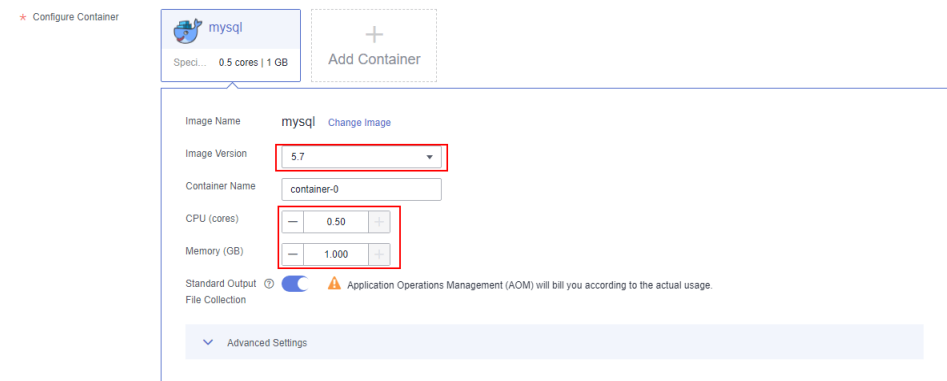 * Configure Container
mysql
Speci... 0.5 cores | 1 GB
Add Container
Image Name mysql Change Image
Image Version 5.7
Container Name container-0
CPU (cores) 0.50
Memory (GB) 1.000
Standard Output File Collection
Application Operations Management (AOM) will bill you according to the actual usage.
Advanced Settings